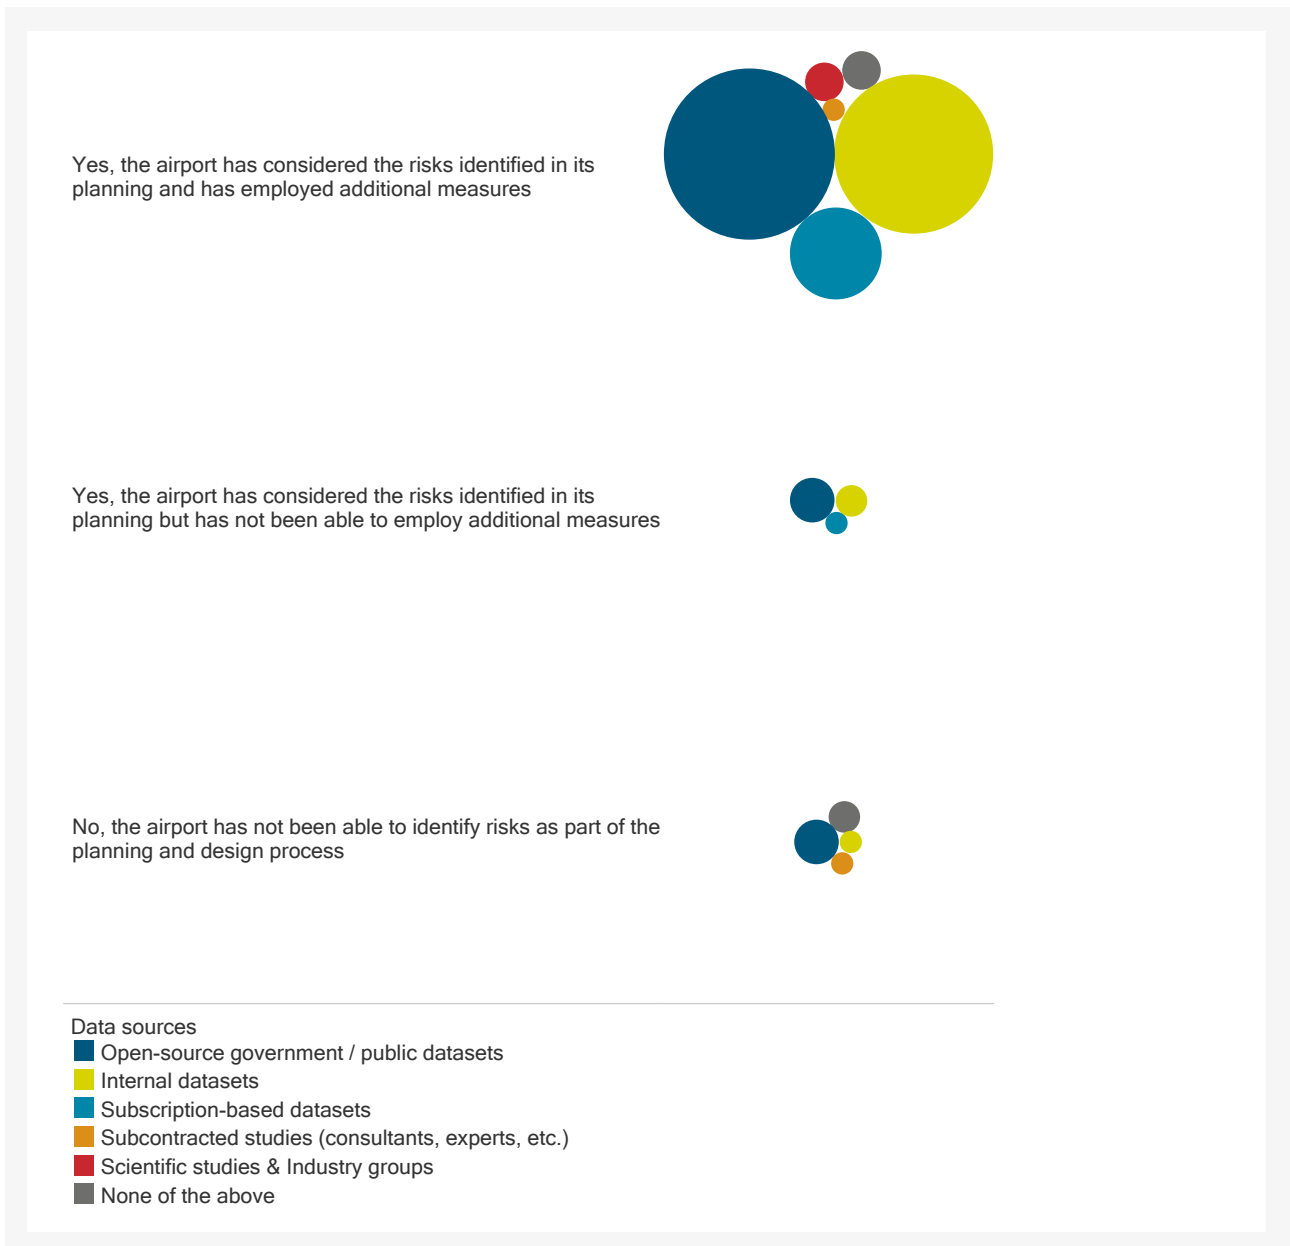 Yes, the airport has considered the risks identified in its
planning and has employed additional measures
Yes, the airport has considered the risks identified in its
planning but has not been able to employ additional measures
No, the airport has not been able to identify risks as part of the
planning and design process
Data sources
Open-source government / public datasets
Internal datasets
Subscription-based datasets
Subcontracted studies (consultants, experts, etc.)
Scientific studies & Industry groups
None of the above